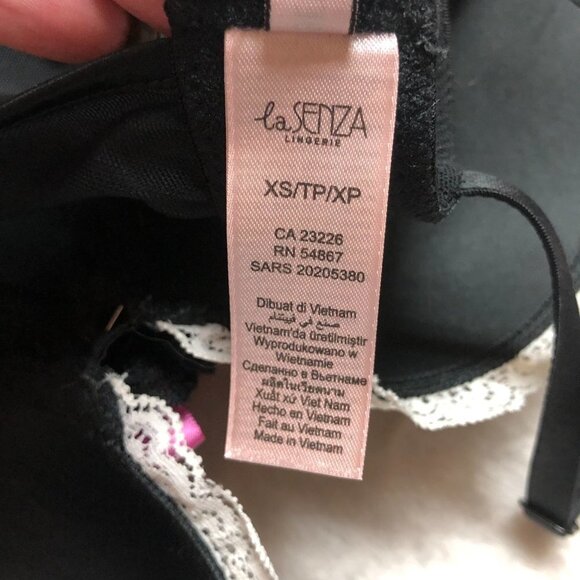 la SENZA
LINGERIE
XS/TP/XP
CA 23226
RN 54867
SARS 20205380
Dibuat di Vietnam
صنع في فيتنام
Vietnam'da üretilmiştir
Wyprodukowano w
Wietnamie
Сделанно в Вьетнаме
ผลิตในเวียดนาม
Xuất xứ Viet Nam
Hecho en Vietnam
Fait au Vietnam
Made in Vietnam